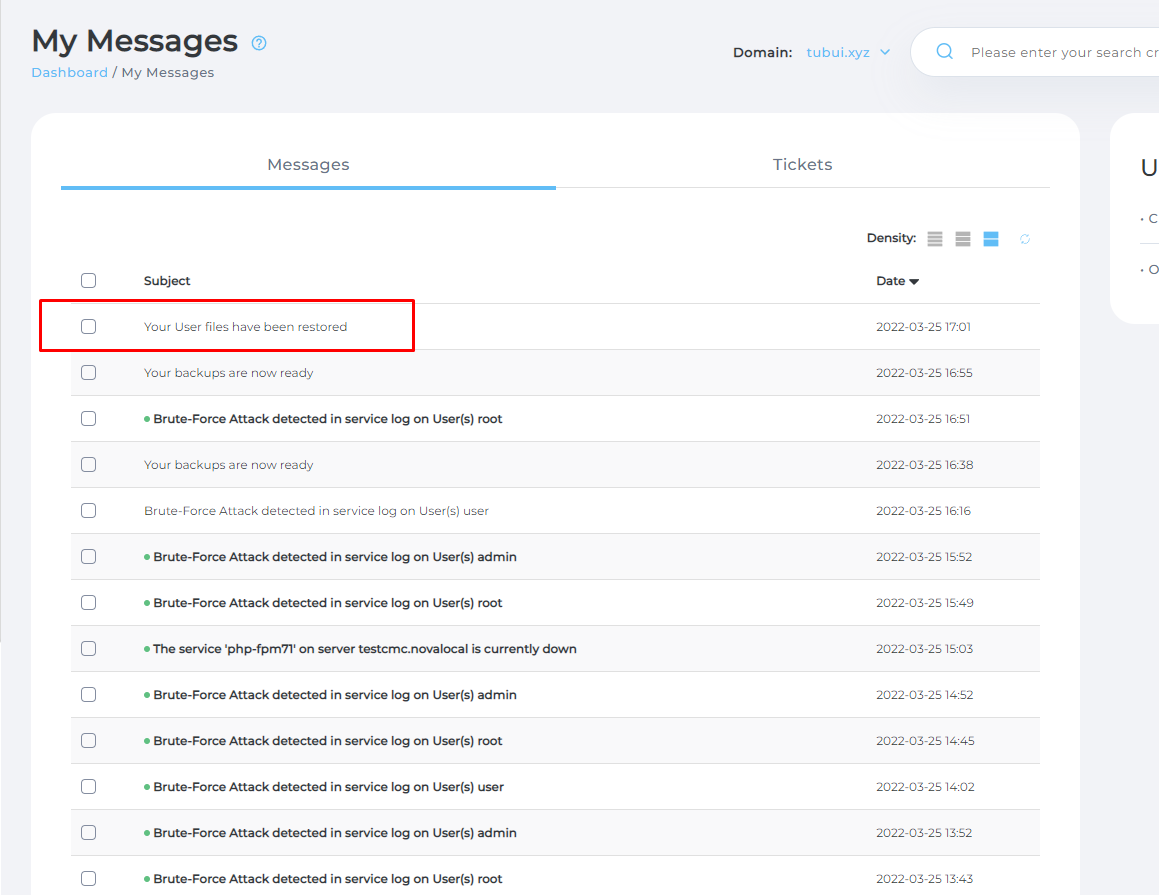 My Messages
Dashboard / My Messages
Domain: tubui.xyz
Please enter your search cr
Messages Tickets
U
• C
Density:
• O
Subject Date
Your User files have been restored 2022-03-25 17:01
Your backups are now ready 2022-03-25 16:55
Brute-Force Attack detected in service log on User(s) root 2022-03-25 16:51
Your backups are now ready 2022-03-25 16:38
Brute-Force Attack detected in service log on User(s) user 2022-03-25 16:16
Brute-Force Attack detected in service log on User(s) admin 2022-03-25 15:52
Brute-Force Attack detected in service log on User(s) root 2022-03-25 15:49
The service 'php-fpm71' on server testcmc.novalocal is currently down 2022-03-25 15:03
Brute-Force Attack detected in service log on User(s) admin 2022-03-25 14:52
Brute-Force Attack detected in service log on User(s) root 2022-03-25 14:45
Brute-Force Attack detected in service log on User(s) user 2022-03-25 14:02
Brute-Force Attack detected in service log on User(s) admin 2022-03-25 13:52
Brute-Force Attack detected in service log on User(s) root 2022-03-25 13:43